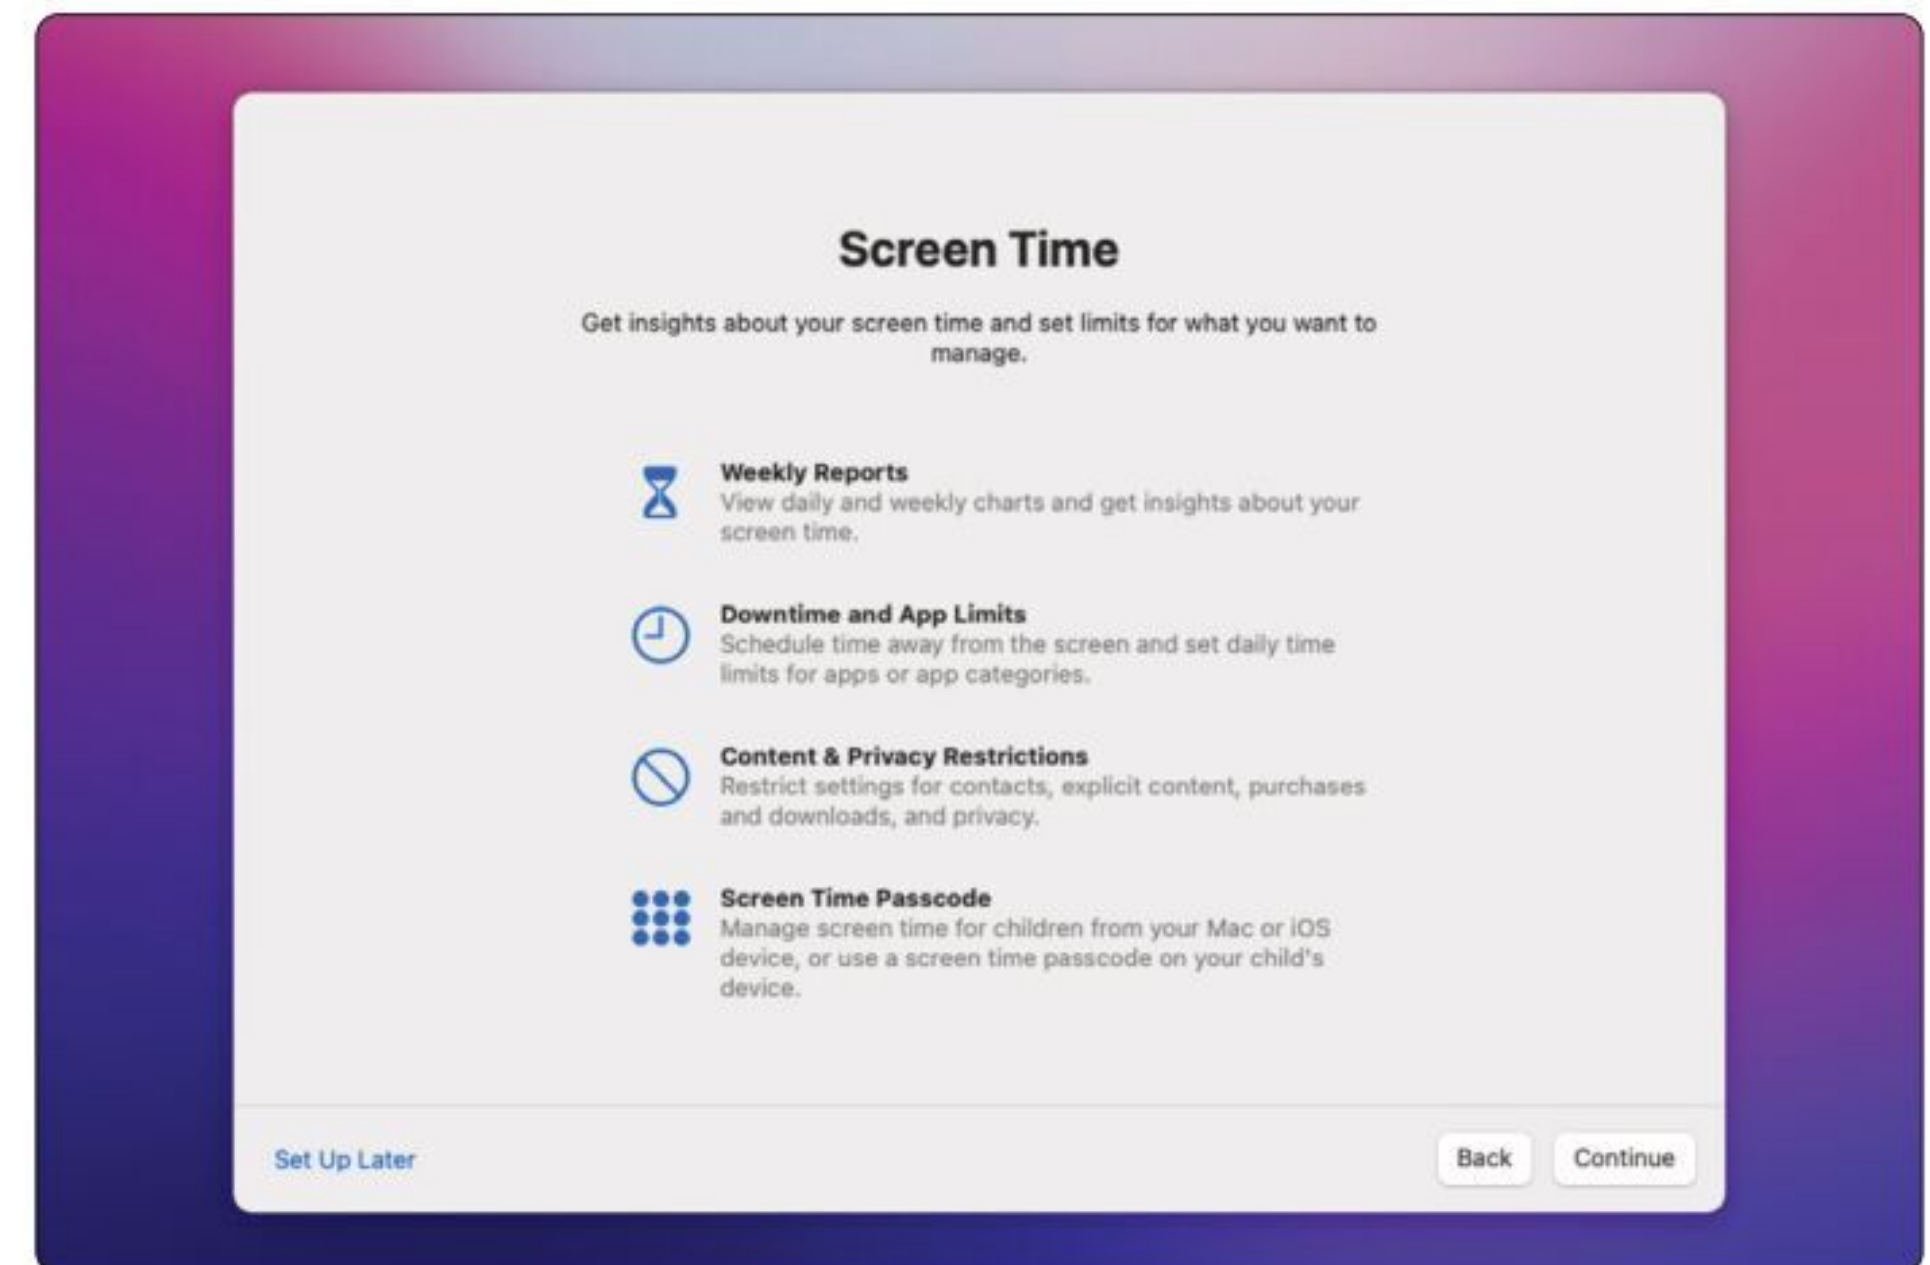 Screen Time
Get insights about your screen time and set limits for what you want to
manage.
Weekly Reports
View daily and weekly charts and get insights about your
screen time.
Downtime and App Limits
Schedule time away from the screen and set daily time
limits for apps or app categories.
Content & Privacy Restrictions
Restrict settings for contacts, explicit content, purchases
and downloads, and privacy.
Screen Time Passcode
Manage screen time for children from your Mac or iOS
device, or use a screen time passcode on your child's
device.
Set Up Later
Back
Continue